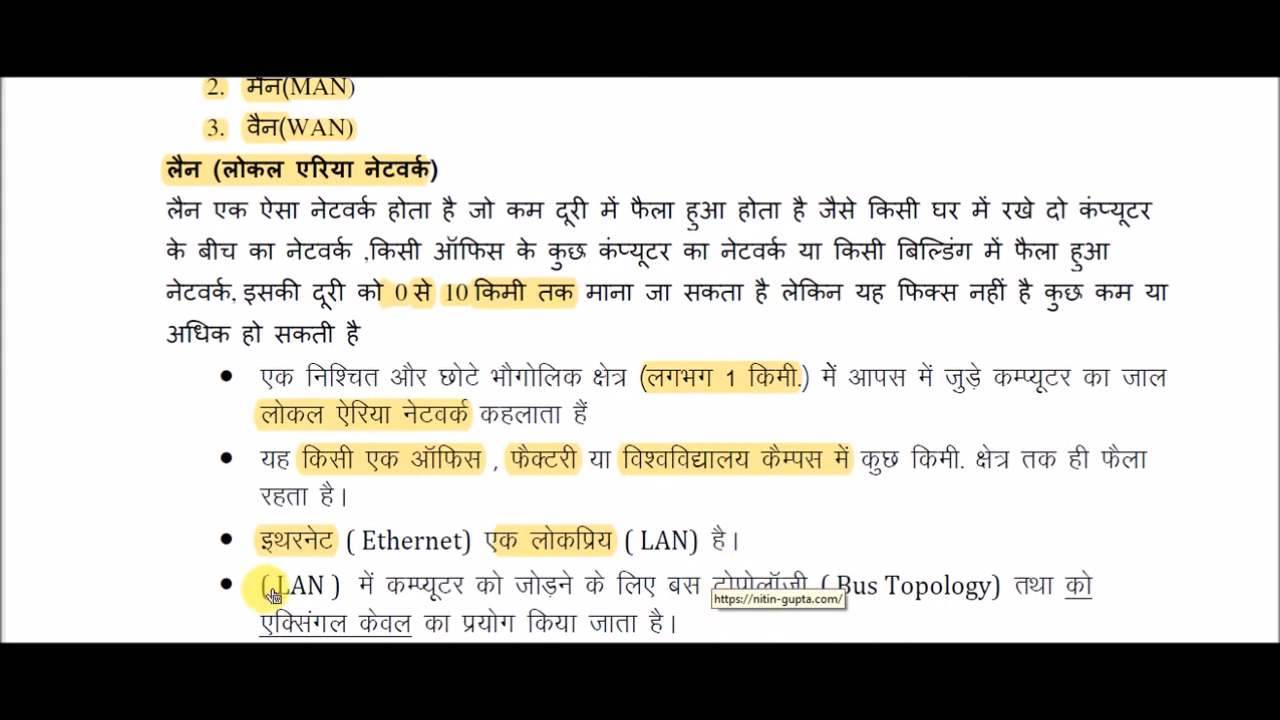 2. मैन(MAN)
3. वैन(WAN)
लैन (लोकल एरिया नेटवर्क)
लैन एक ऐसा नेटवर्क होता है जो कम दूरी में फैला हुआ होता है जैसे किसी घर में रखे दो कंप्यूटर
के बीच का नेटवर्क ,किसी ऑफिस के कुछ कंप्यूटर का नेटवर्क या किसी बिल्डिंग में फैला हुआ
नेटवर्क, इसकी दूरी को 0 से 10 किमी तक माना जा सकता है लेकिन यह फिक्स नहीं है कुछ कम या
अधिक हो सकती है
• एक निश्चित और छोटे भौगोलिक क्षेत्र (लगभग 1 किमी.) में आपस में जुड़े कम्प्यूटर का जाल
लोकल ऐरिया नेटवर्क कहलाता हैं
• यह किसी एक ऑफिस , फैक्टरी या विश्वविद्यालय कैम्पस में कुछ किमी. क्षेत्र तक ही फैला
रहता है।
• इथरनेट ( Ethernet) एक लोकप्रिय ( LAN) है।
• ( LAN ) में कम्प्यूटर को जोड़ने के लिए बस टोपोलॉजी ( Bus Topology) तथा को
https://nitin-gupta.com/
एक्सिंगल केवल का प्रयोग किया जाता है।